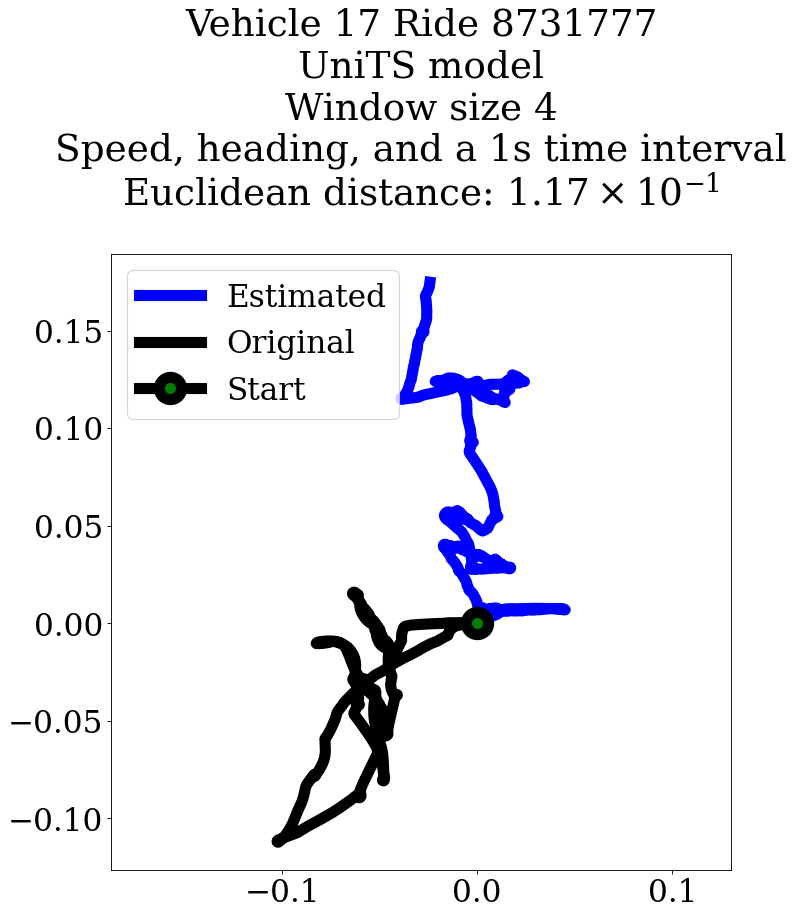 Vehicle 17 Ride 8731777
UniTS model
Window size 4
Speed, heading, and a 1s time interval
Euclidean distance: 1.17 × 10⁻¹
Estimated
Original
Start
0.15
0.10
0.05
0.00
−0.05
−0.10
−0.1 0.0 0.1